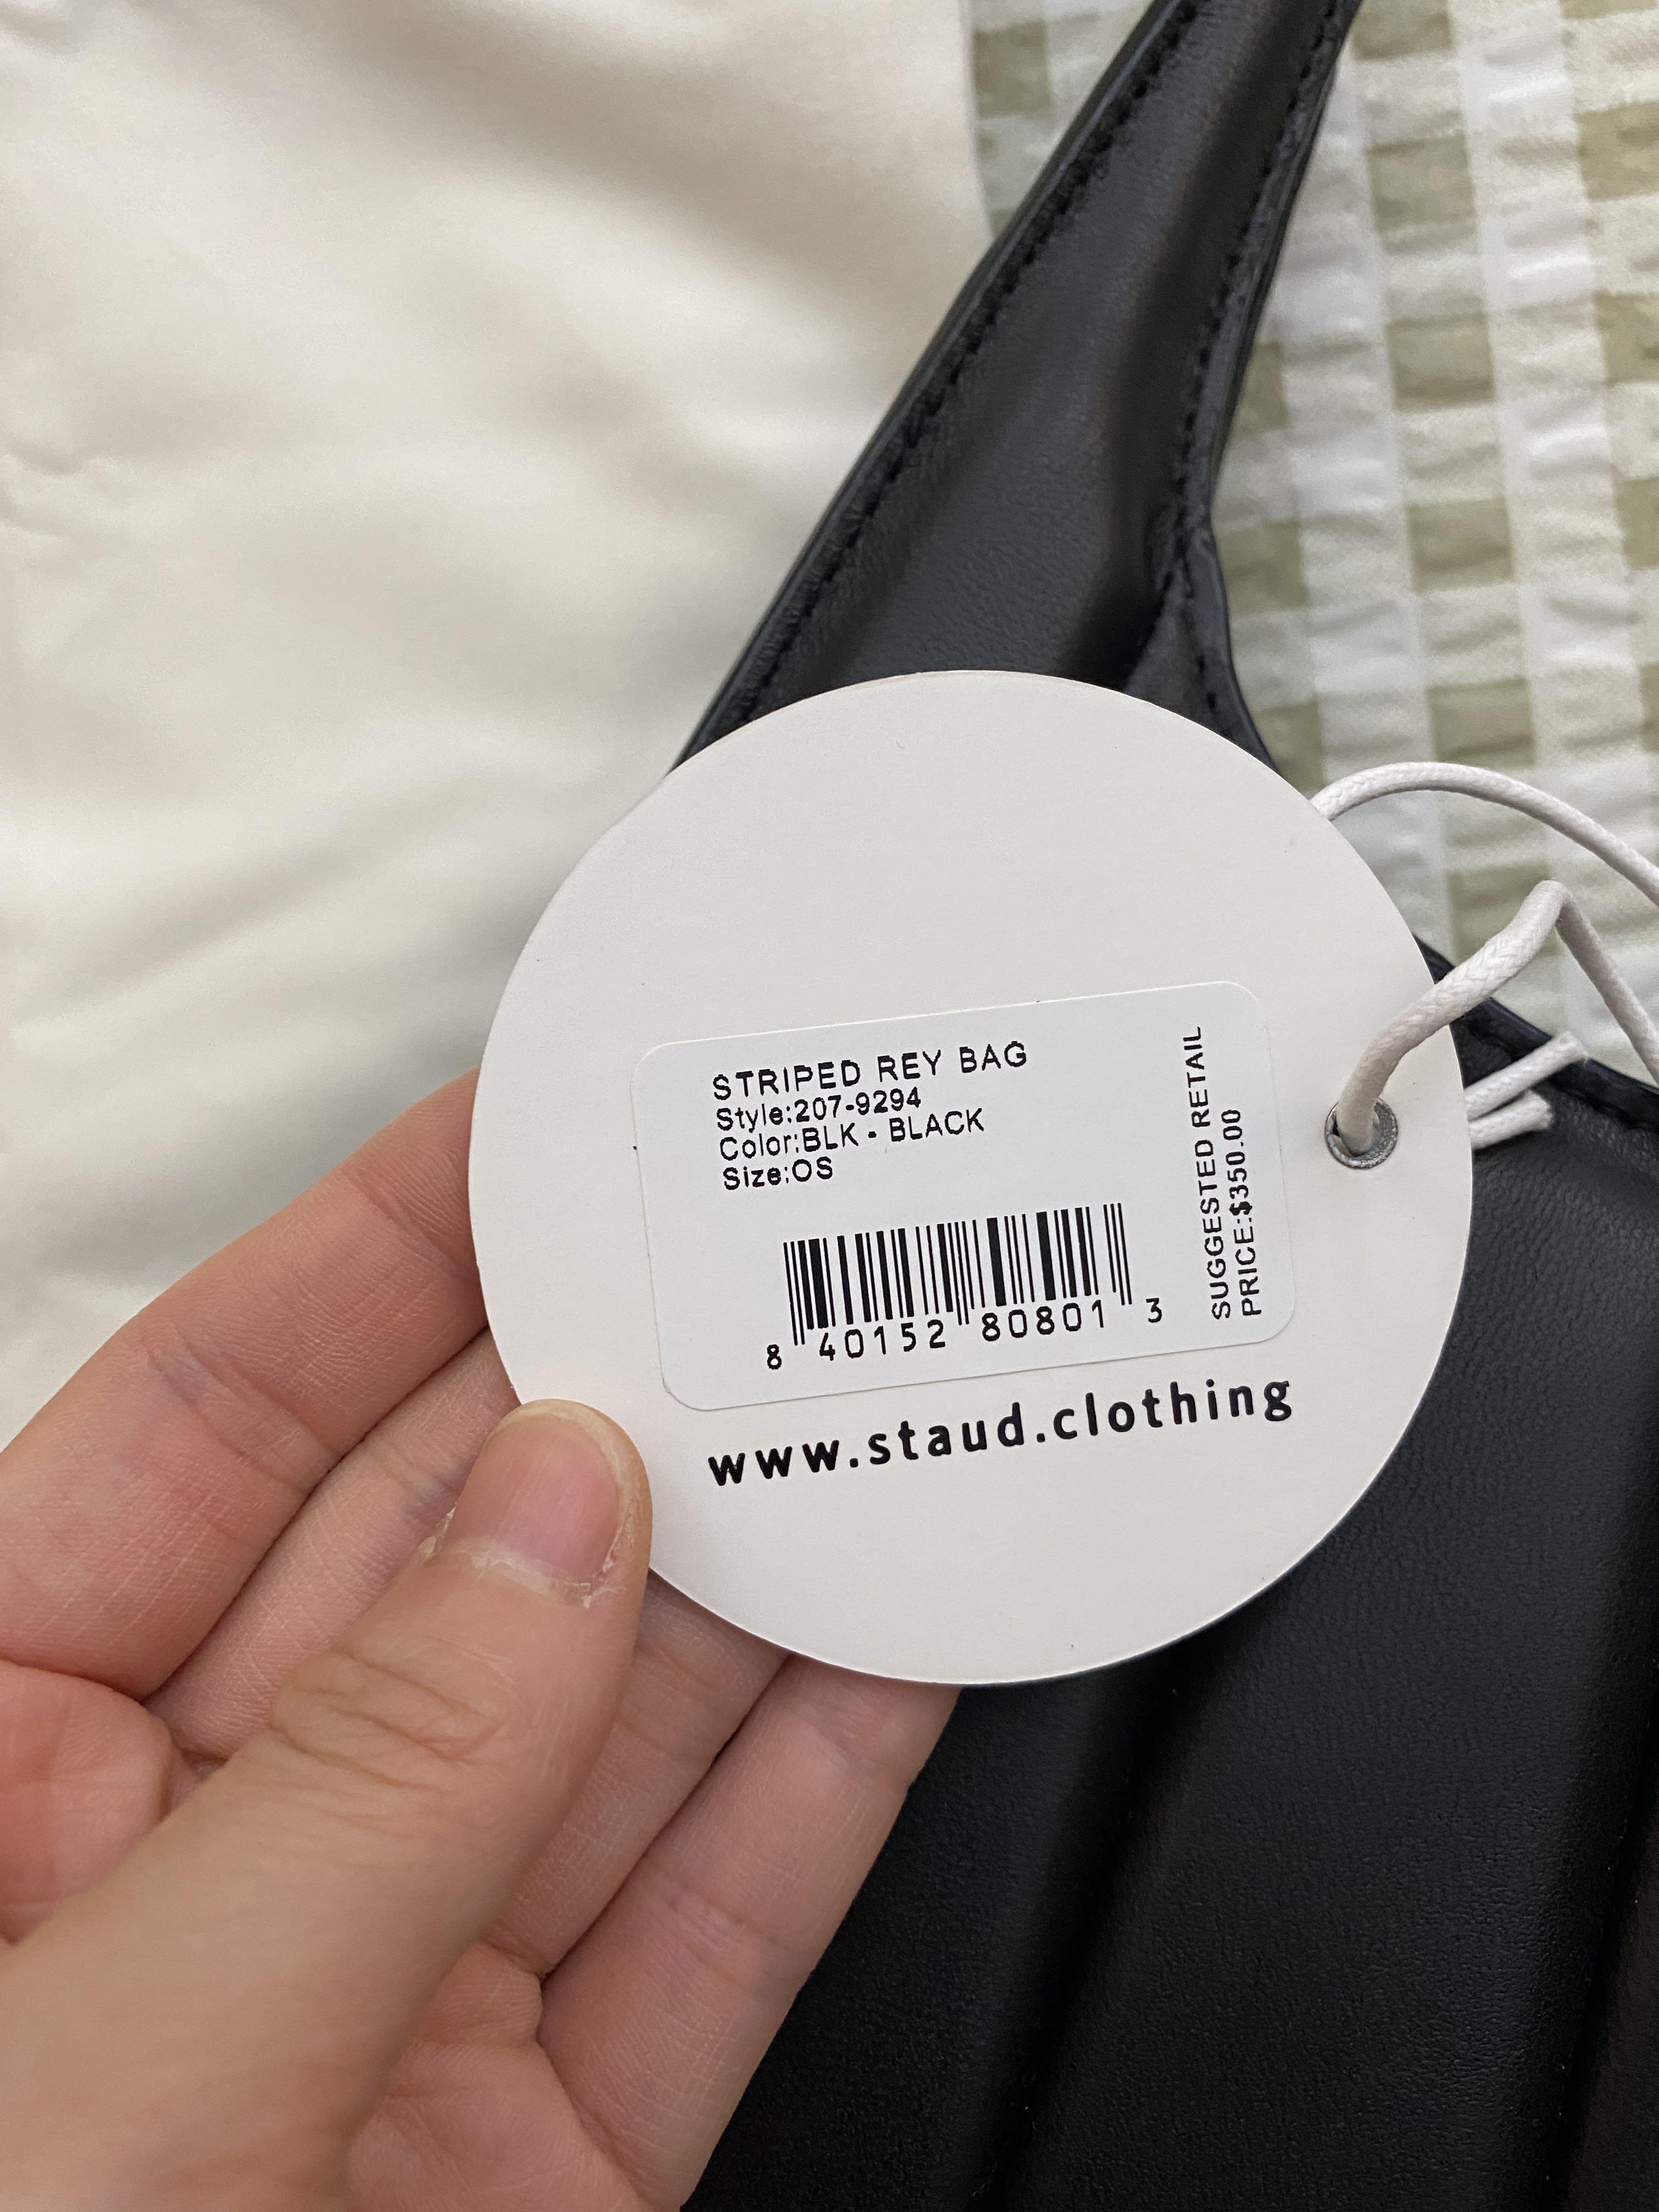 STRIPED REY BAG
Style:207-9294
Color:BLK - BLACK
Size:OS
8 40152 80801 3
SUGGESTED RETAIL
PRICE:$350.00
www.staud.clothing